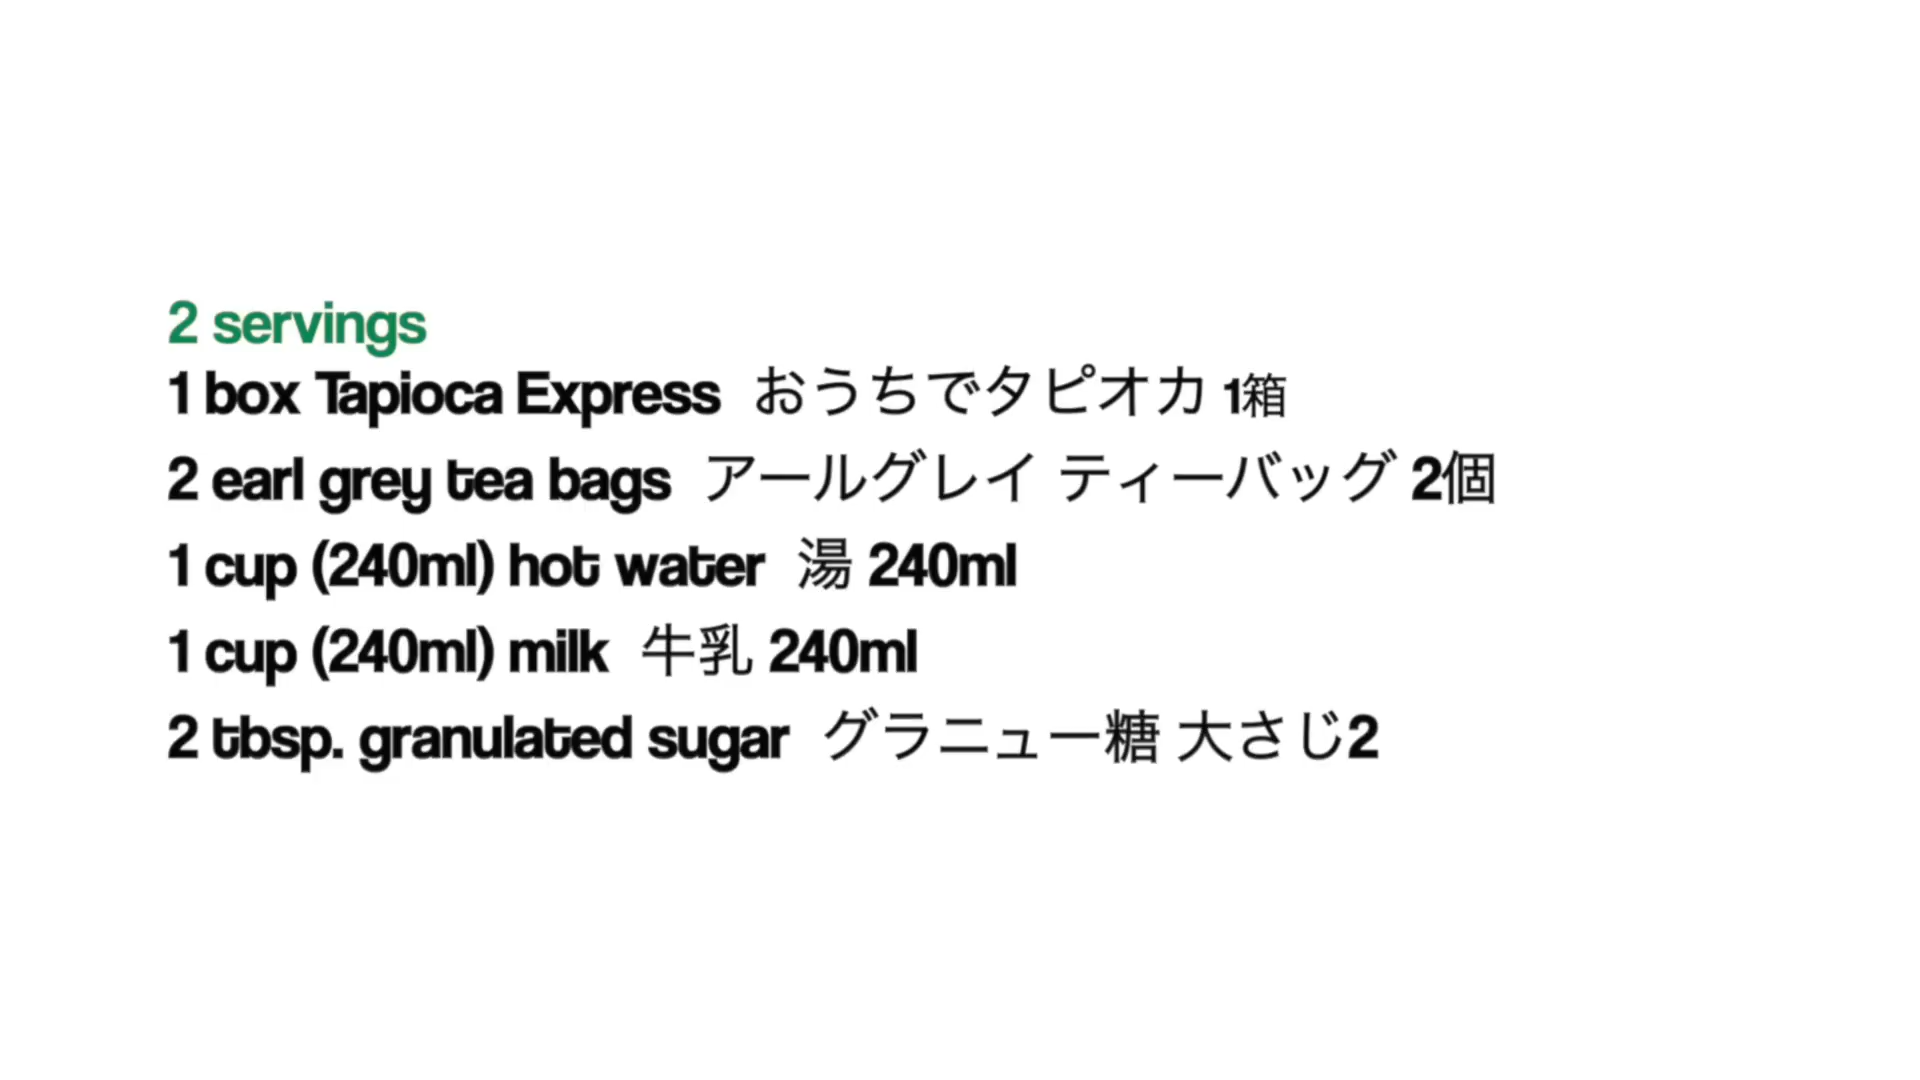 2 servings
1 box Tapioca Express おうちでタピオカ 1箱
2 earl grey tea bags アールグレイ ティーバッグ 2個
1 cup (240ml) hot water 湯 240ml
1 cup (240ml) milk 牛乳 240ml
2 tbsp. granulated sugar グラニュー糖 大さじ2